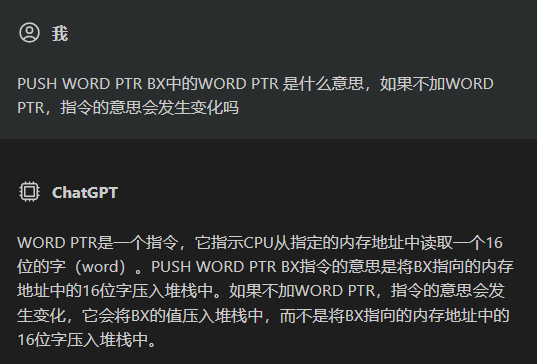 我
PUSH WORD PTR BX中的WORD PTR 是什么意思，如果不加WORD
PTR，指令的意思会发生变化吗
ChatGPT
WORD PTR是一个指令，它指示CPU从指定的内存地址中读取一个16
位的字（word）。PUSH WORD PTR BX指令的意思是将BX指向的内存
地址中的16位字压入堆栈中。如果不加WORD PTR，指令的意思会发
生变化，它会将BX的值压入堆栈中，而不是将BX指向的内存地址中的
16位字压入堆栈中。